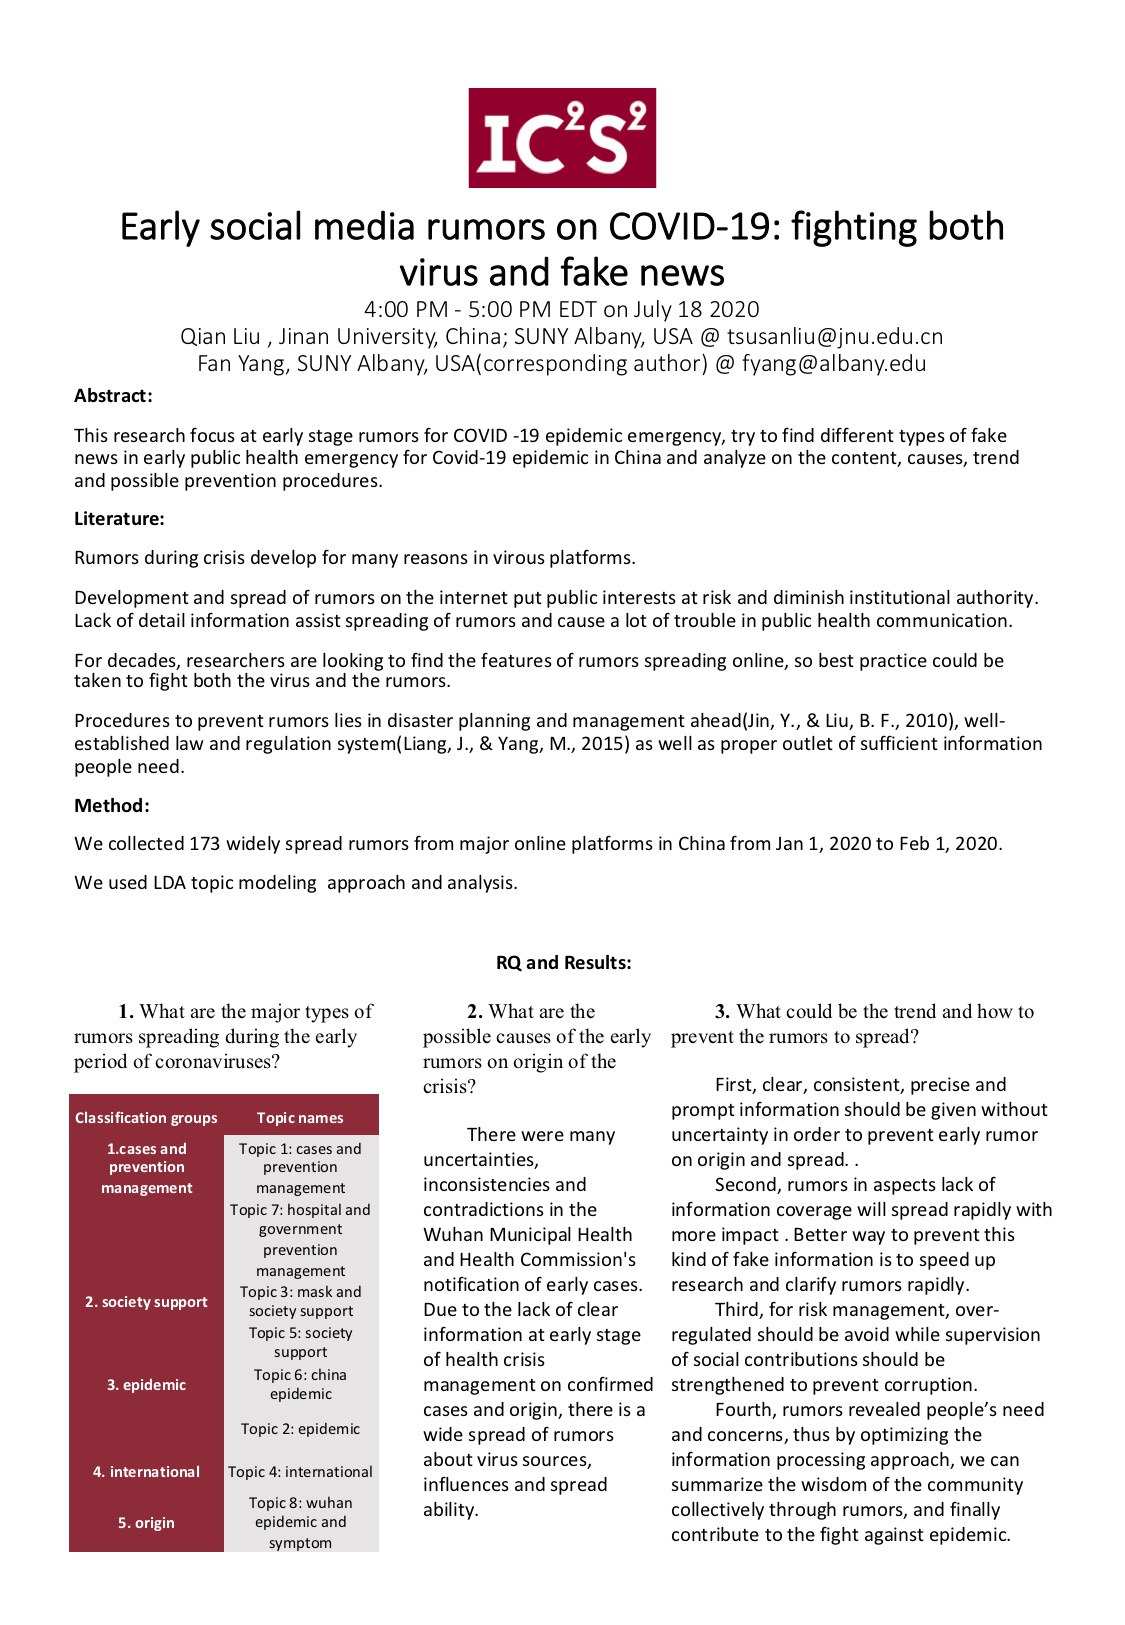 IC²S²
Early social media rumors on COVID-19: fighting both
virus and fake news
4:00 PM - 5:00 PM EDT on July 18 2020
Qian Liu , Jinan University, China; SUNY Albany, USA @ tsusanliu@jnu.edu.cn
Fan Yang, SUNY Albany, USA(corresponding author) @ fyang@albany.edu
Abstract:
This research focus at early stage rumors for COVID -19 epidemic emergency, try to find different types of fake
news in early public health emergency for Covid-19 epidemic in China and analyze on the content, causes, trend
and possible prevention procedures.
Literature:
Rumors during crisis develop for many reasons in virous platforms.
Development and spread of rumors on the internet put public interests at risk and diminish institutional authority.
Lack of detail information assist spreading of rumors and cause a lot of trouble in public health communication.
For decades, researchers are looking to find the features of rumors spreading online, so best practice could be
taken to fight both the virus and the rumors.
Procedures to prevent rumors lies in disaster planning and management ahead(Jin, Y., & Liu, B. F., 2010), well-
established law and regulation system(Liang, J., & Yang, M., 2015) as well as proper outlet of sufficient information
people need.
Method:
We collected 173 widely spread rumors from major online platforms in China from Jan 1, 2020 to Feb 1, 2020.
We used LDA topic modeling  approach and analysis.
RQ and Results:
1. What are the major types of
rumors spreading during the early
period of coronaviruses?
Classification groups
Topic names
1.cases and
prevention
management
Topic 1: cases and
prevention
management
Topic 7: hospital and
government
prevention
management
2. society support
Topic 3: mask and
society support
Topic 5: society
support
3. epidemic
Topic 6: china
epidemic
Topic 2: epidemic
4. international
Topic 4: international
5. origin
Topic 8: wuhan
epidemic and
symptom
2. What are the
possible causes of the early
rumors on origin of the
crisis?
There were many
uncertainties,
inconsistencies and
contradictions in the
Wuhan Municipal Health
and Health Commission's
notification of early cases.
Due to the lack of clear
information at early stage
of health crisis
management on confirmed
cases and origin, there is a
wide spread of rumors
about virus sources,
influences and spread
ability.
3. What could be the trend and how to
prevent the rumors to spread?
First, clear, consistent, precise and
prompt information should be given without
uncertainty in order to prevent early rumor
on origin and spread. .
Second, rumors in aspects lack of
information coverage will spread rapidly with
more impact . Better way to prevent this
kind of fake information is to speed up
research and clarify rumors rapidly.
Third, for risk management, over-
regulated should be avoid while supervision
of social contributions should be
strengthened to prevent corruption.
Fourth, rumors revealed people’s need
and concerns, thus by optimizing the
information processing approach, we can
summarize the wisdom of the community
collectively through rumors, and finally
contribute to the fight against epidemic.